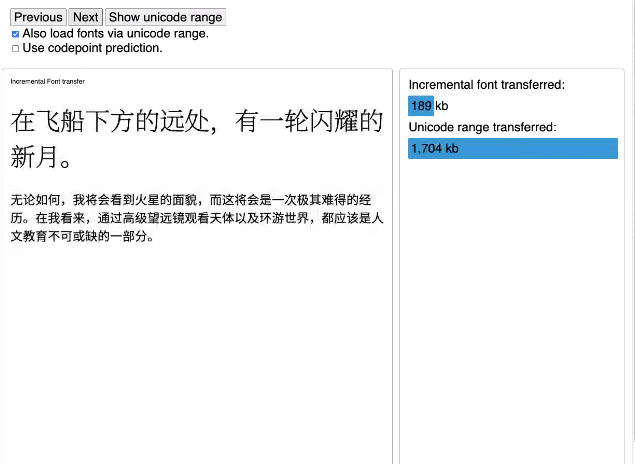 Previous Next Show unicode range
Also load fonts via unicode range.
Use codepoint prediction.
Incremental Font transfer
在飞船下方的远处，有一轮闪耀的
新月。
无论如何，我将会看到火星的面貌，而这将会是一次极其难得的经
历。在我看来，通过高级望远镜观看天体以及环游世界，都应该是人
文教育不可或缺的一部分。
Incremental font transferred:
189 kb
Unicode range transferred:
1,704 kb